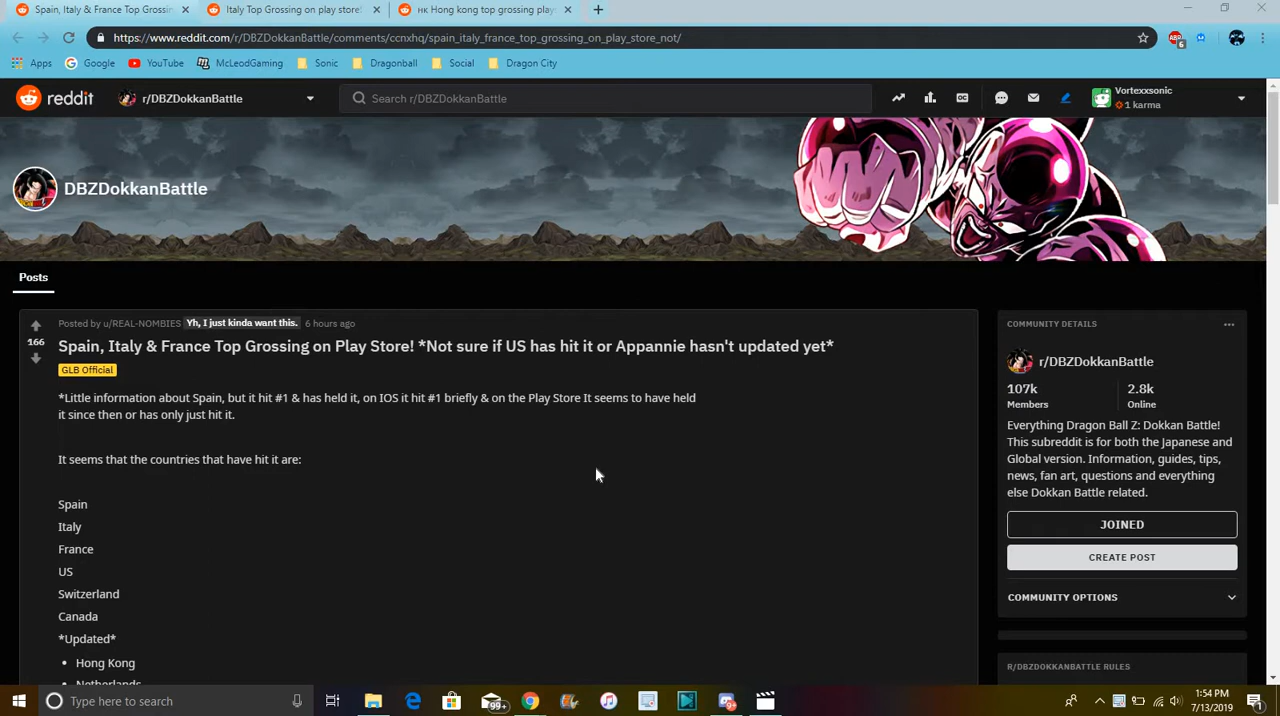 Spain, Italy & France Top Grossin
Italy Top Grossing on play store!
нк Hong kong top grossing play
https://www.reddit.com/r/DBZDokkanBattle/comments/ccnxhq/spain_italy_france_top_grossing_on_play_store_not/
ABP
6
Apps
Google
YouTube
McLeodGaming
Sonic
Dragonball
Social
Dragon City
reddit
r/DBZDokkanBattle
Search r/DBZDokkanBattle
Vortexxsonic
1 karma
DBZDokkanBattle
Posts
166
Posted by u/REAL-NOMBIES Yh, I just kinda want this. 6 hours ago
Spain, Italy & France Top Grossing on Play Store! *Not sure if US has hit it or Appannie hasn't updated yet*
GLB Official
*Little information about Spain, but it hit #1 & has held it, on IOS it hit #1 briefly & on the Play Store It seems to have held
it since then or has only just hit it.
It seems that the countries that have hit it are:
Spain
Italy
France
US
Switzerland
Canada
*Updated*
• Hong Kong
• Netherlands
COMMUNITY DETAILS
r/DBZDokkanBattle
107k
2.8k
Members
Online
Everything Dragon Ball Z: Dokkan Battle!
This subreddit is for both the Japanese and
Global version. Information, guides, tips,
news, fan art, questions and everything
else Dokkan Battle related.
JOINED
CREATE POST
COMMUNITY OPTIONS
R/DBZDOKKANBATTLE RULES
Type here to search
99+
9+
1:54 PM
7/13/2019
1